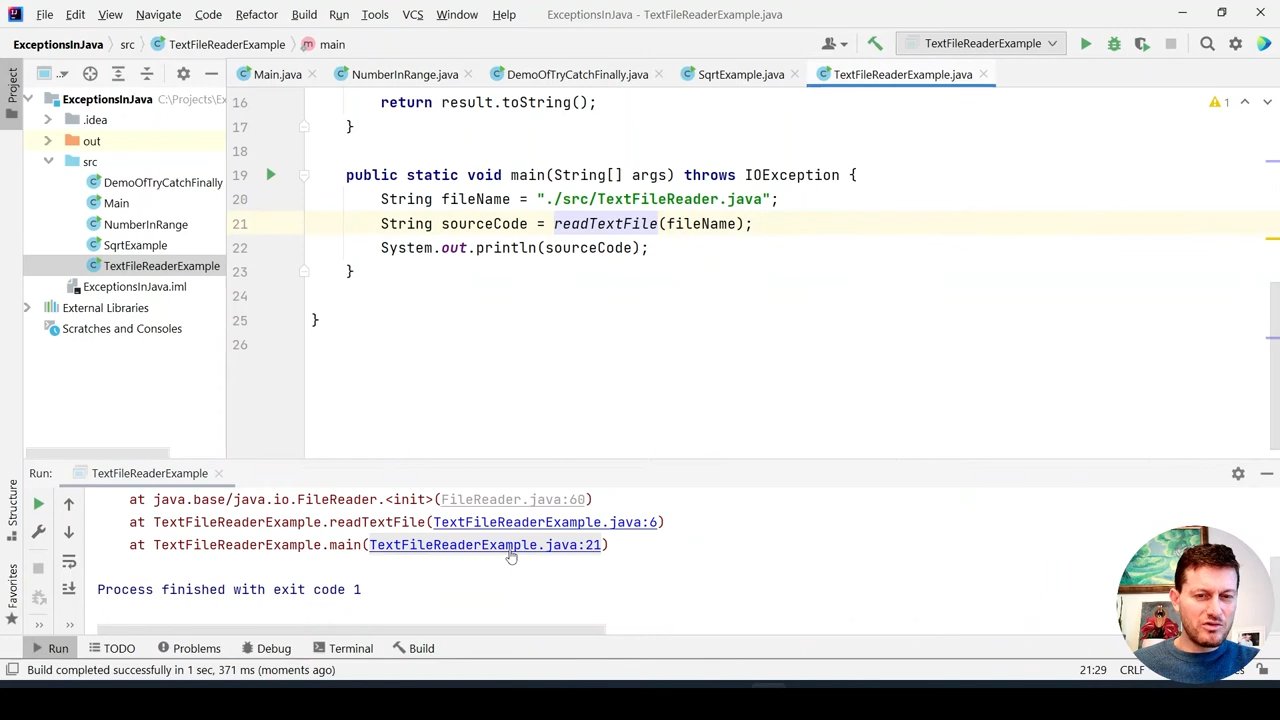 File Edit View Navigate Code Refactor Build Run Tools VCS Window Help ExceptionsInJava - TextFileReaderExample.java
ExceptionsInJava src TextFileReaderExample main TextFileReaderExample
Project
Main.java NumberInRange.java DemoOfTryCatchFinally.java SqrtExample.java TextFileReaderExample.java
ExceptionsInJava C:\Projects\Ex
.idea
out
src
DemoOfTryCatchFinally
Main
NumberInRange
SqrtExample
TextFileReaderExample
ExceptionsInJava.iml
External Libraries
Scratches and Consoles
1
16 return result.toString();
17 }
18
19 public static void main(String[] args) throws IOException {
20 String fileName = "./src/TextFileReader.java";
21 String sourceCode = readTextFile(fileName);
22 System.out.println(sourceCode);
23 }
24
25 }
26
Run: TextFileReaderExample
Structure
Favorites
at java.base/java.io.FileReader.<init>(FileReader.java:60)
at TextFileReaderExample.readTextFile(TextFileReaderExample.java:6)
at TextFileReaderExample.main(TextFileReaderExample.java:21)
Process finished with exit code 1
Run TODO Problems Debug Terminal Build
Build completed successfully in 1 sec, 371 ms (moments ago) 21:29 CRLF